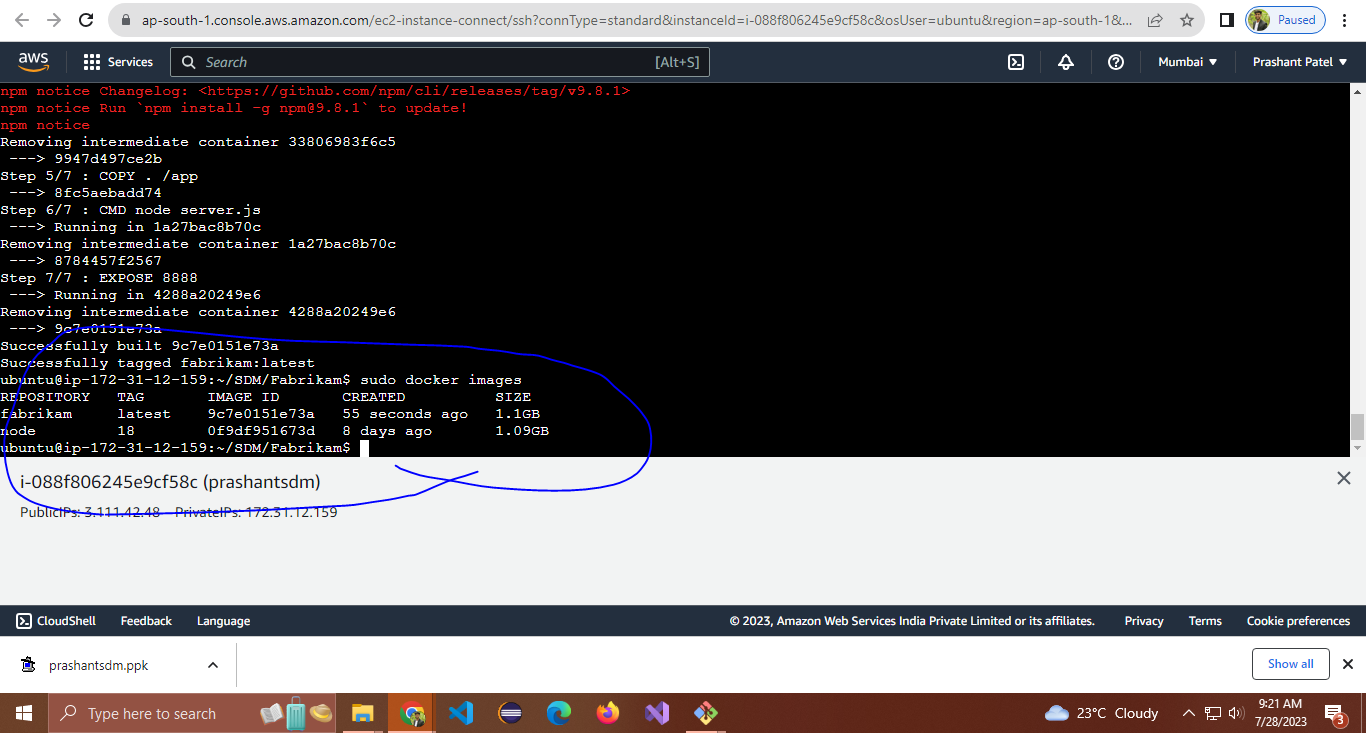 ap-south-1.console.aws.amazon.com/ec2-instance-connect/ssh?connType=standard&instanceId=i-088f806245e9cf58c&osUser=ubuntu&region=ap-south-1&... Paused
aws Services Search [Alt+S] Mumbai Prashant Patel
npm notice Changelog: <https://github.com/npm/cli/releases/tag/v9.8.1>
npm notice Run `npm install -g npm@9.8.1` to update!
npm notice
Removing intermediate container 33806983f6c5
---> 9947d497ce2b
Step 5/7 : COPY . /app
---> 8fc5aebadd74
Step 6/7 : CMD node server.js
---> Running in 1a27bac8b70c
Removing intermediate container 1a27bac8b70c
---> 8784457f2567
Step 7/7 : EXPOSE 8888
---> Running in 4288a20249e6
Removing intermediate container 4288a20249e6
---> 9c7e0151e73a
Successfully built 9c7e0151e73a
Successfully tagged fabrikam:latest
ubuntu@ip-172-31-12-159:~/SDM/Fabrikam$ sudo docker images
REPOSITORY TAG IMAGE ID CREATED SIZE
fabrikam latest 9c7e0151e73a 55 seconds ago 1.1GB
node 18 0f9df951673d 8 days ago 1.09GB
ubuntu@ip-172-31-12-159:~/SDM/Fabrikam$
i-088f806245e9cf58c (prashantsdm)
PublicIPs: 3.111.42.48 PrivateIPs: 172.31.12.159
CloudShell Feedback Language © 2023, Amazon Web Services India Private Limited or its affiliates. Privacy Terms Cookie preferences
prashantsdm.ppk Show all
Type here to search 23°C Cloudy 9:21 AM
7/28/2023 3